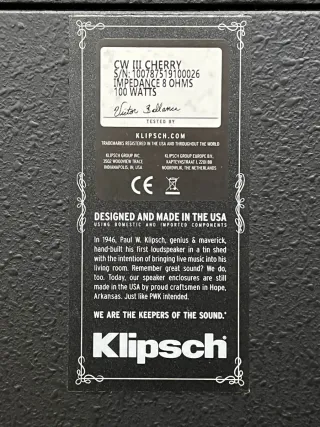 CW III CHERRY
S/N: 100787519100026
IMPEDANCE 8 OHMS
100 WATTS
TESTED BY
KLIPSCH.COM
TRADEMARKS REGISTERED IN THE USA AND THROUGHOUT THE WORLD
KLIPSCH GROUP INC.
3502 WOODVIEW TRACE
INDIANAPOLIS, IN, USA
KLIPSCH GROUP EUROPE B.V.
NOORDWIJK, THE NETHERLANDS
CE
DESIGNED AND MADE IN THE USA
USING DOMESTIC AND IMPORTED COMPONENTS
In 1946, Paul W. Klipsch, genius & maverick,
hand-built his first loudspeaker in a tin shed
with the intention of bringing live music into his
living room. Remember great sound? We do,
too. Today, our speaker enclosures are still
made in the USA by proud craftsmen in Hope,
Arkansas. Just like PWK intended.
WE ARE THE KEEPERS OF THE SOUND.®
Klipsch®